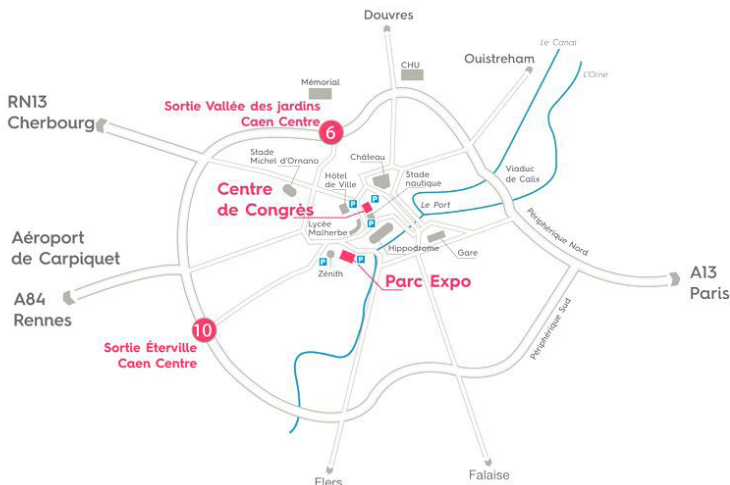 Douvres
Le Canal
CHU
Ouistreham
L'Orne
Mémorial
RN13
Cherbourg
Sortie Vallée des jardins
Caen Centre
6
Stade
Michel d'Ornano
Château
Hôtel
de Ville
Stade
nautique
Viaduc
de Calix
Centre
de Congrès
P
P
Le Port
P
Lycée
Malherbe
Périphérique Nord
Aéroport
de Carpiquet
Hippodrome
Gare
P
P
Zénith
Parc Expo
A13
Paris
A84
Rennes
10
Périphérique Sud
Sortie Éterville
Caen Centre
Flers
Falaise